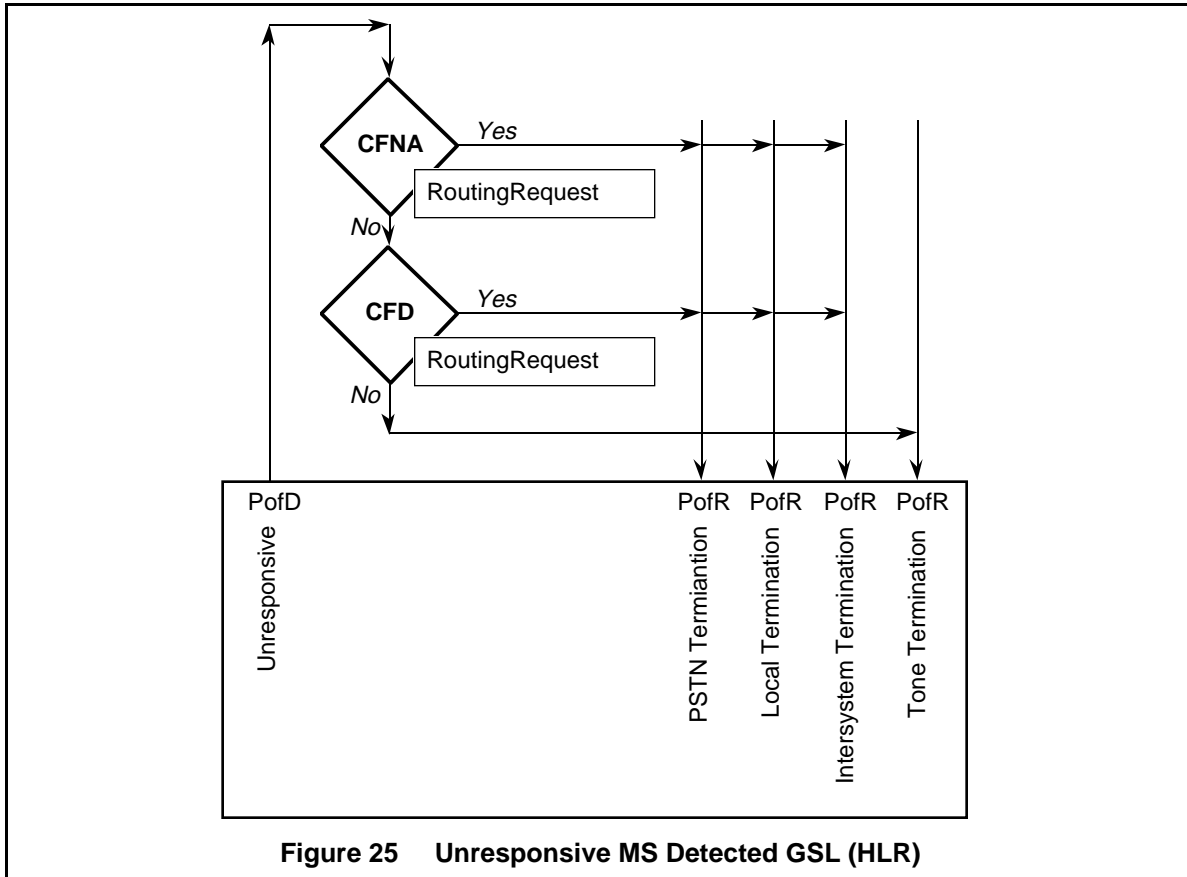 CFNA
Yes
RoutingRequest
No
CFD
Yes
RoutingRequest
No
PofD
PofR
PofR
PofR
PofR
Unresponsive
PSTN Termiantion
Local Termination
Intersystem Termination
Tone Termination
Figure 25 Unresponsive MS Detected GSL (HLR)